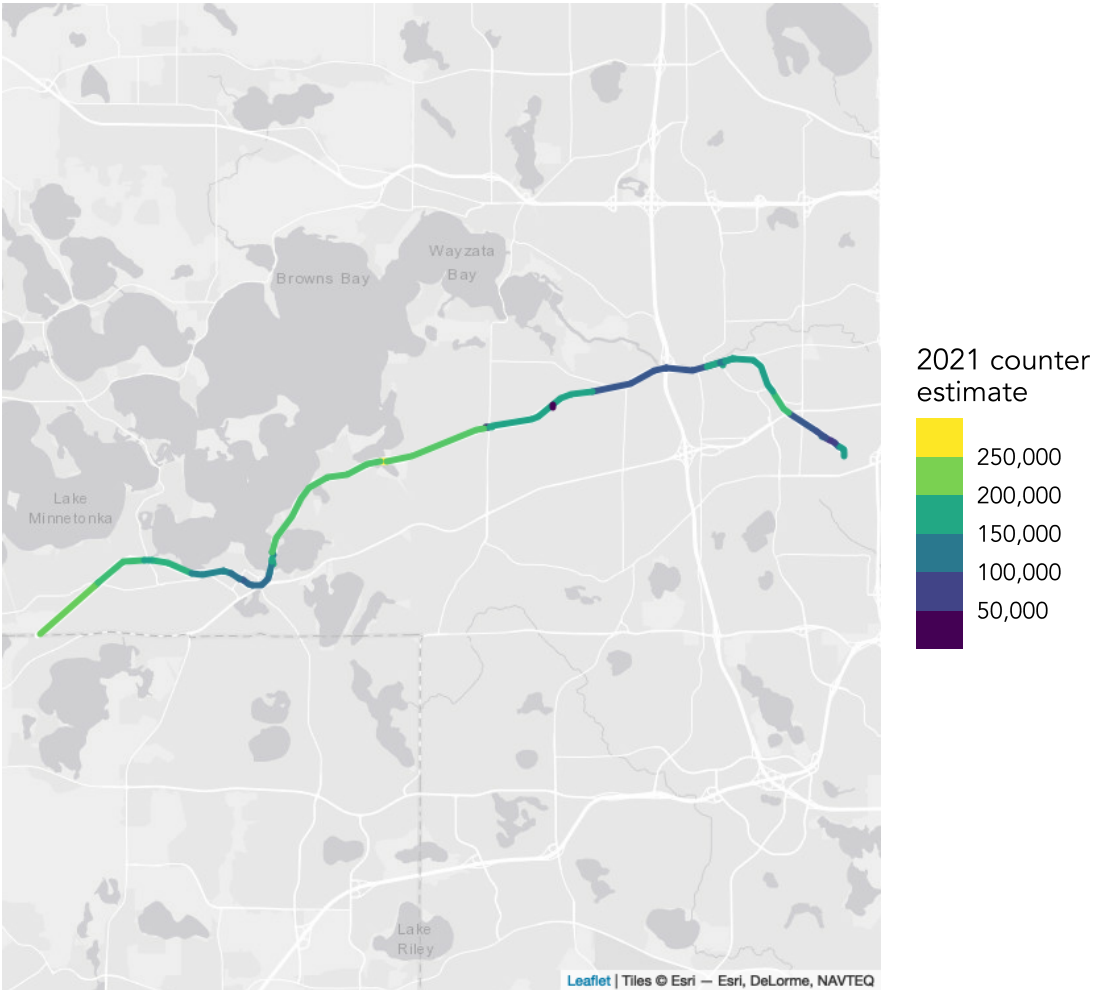 Wayzata
Bay
Browns Bay
Lake
Minnetonka
Lake
Riley
2021 counter
estimate
250,000
200,000
150,000
100,000
50,000
Leaflet | Tiles © Esri — Esri, DeLorme, NAVTEQ